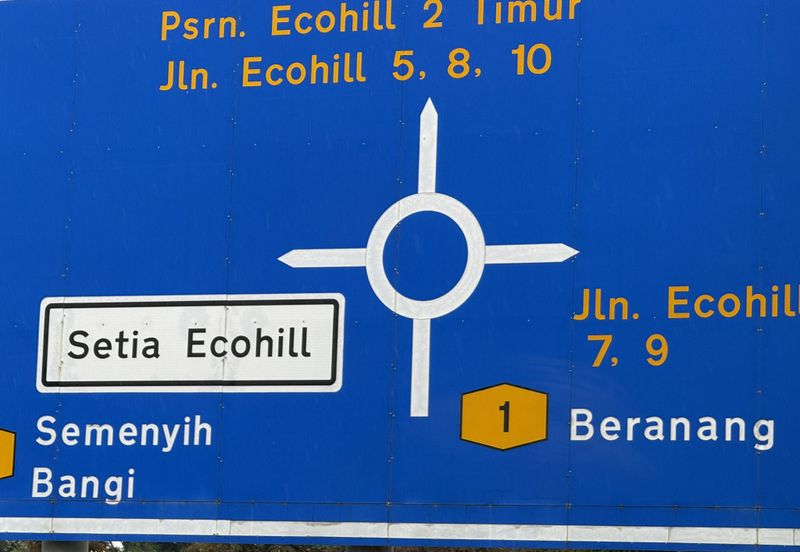 Psrn. Ecohill 2 Timur
Jln. Ecohill 5, 8, 10
Jln. Ecohill
7, 9
Setia Ecohill
1 Beranang
Semenyih
Bangi